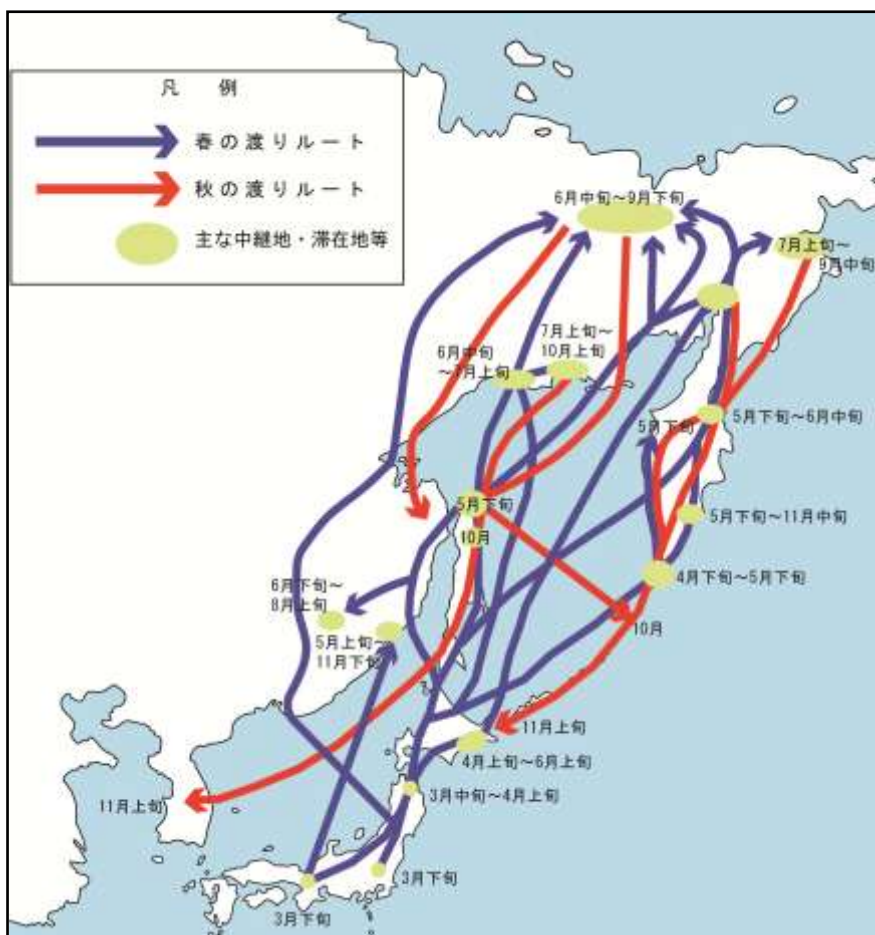 凡 例
春の渡りルート
秋の渡りルート
主な中継地・滞在地等
6月中旬～9月下旬
7月上旬～
9月中旬
7月上旬～
10月上旬
6月中旬
～7月上旬
5月下旬
5月下旬～6月中旬
5月下旬
10月
5月下旬～11月中旬
4月下旬～5月下旬
6月下旬～
8月上旬
5月上旬～
11月下旬
10月
11月上旬
4月上旬～6月上旬
3月中旬～4月上旬
11月上旬
3月下旬
3月下旬